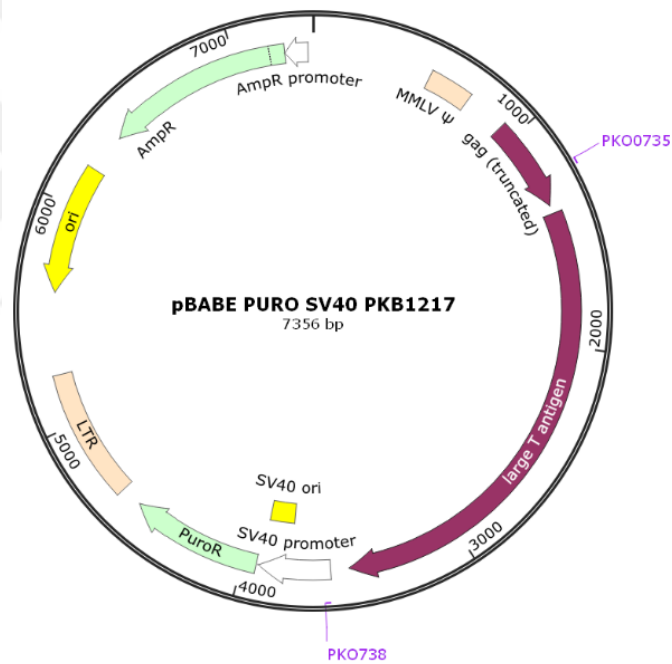 7000
AmpR promoter
AmpR
MMLV Ψ
1000
gag (truncated)
PKO0735
6000
ori
pBABE PURO SV40 PKB1217
7356 bp
2000
large T antigen
LTR
5000
SV40 ori
SV40 promoter
PuroR
3000
4000
PKO738